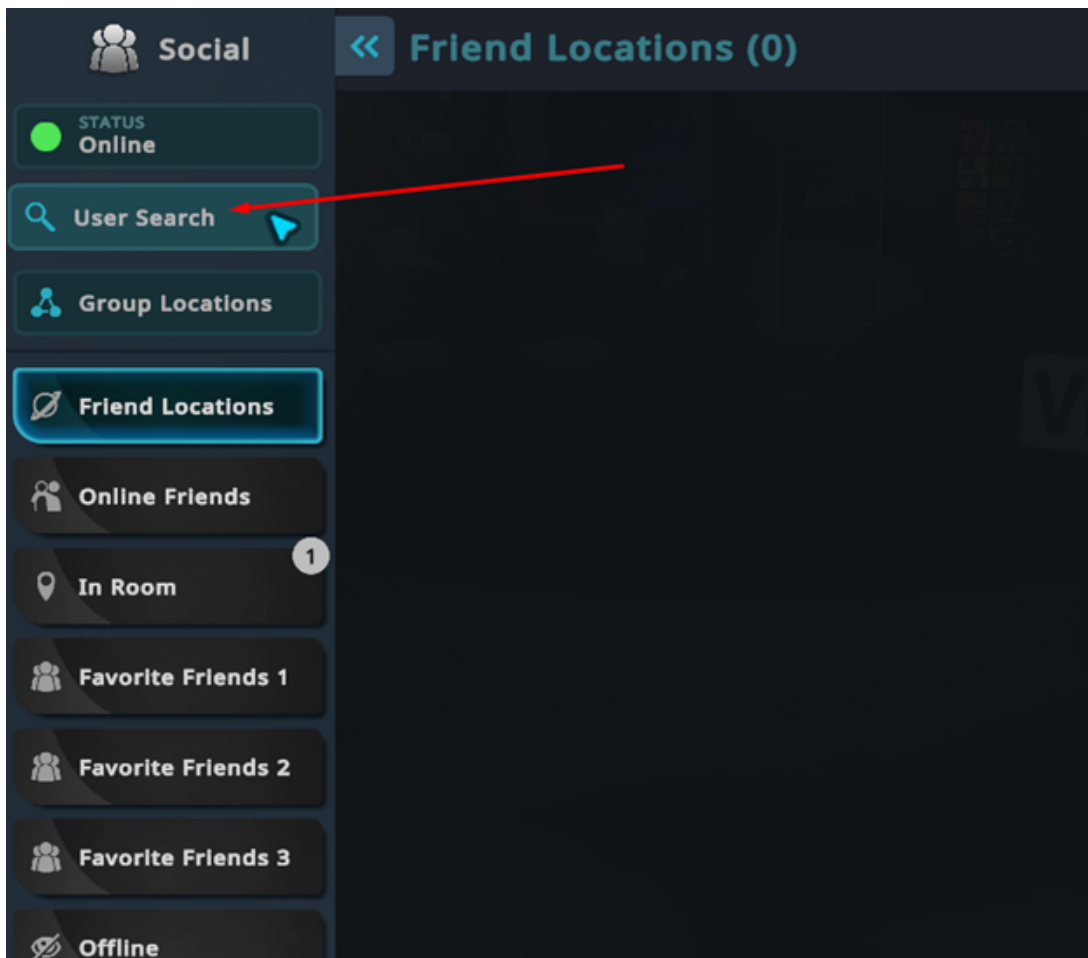 Social
Friend Locations (0)
STATUS
Online
User Search
Group Locations
Friend Locations
Online Friends
1
In Room
Favorite Friends 1
Favorite Friends 2
Favorite Friends 3
Offline